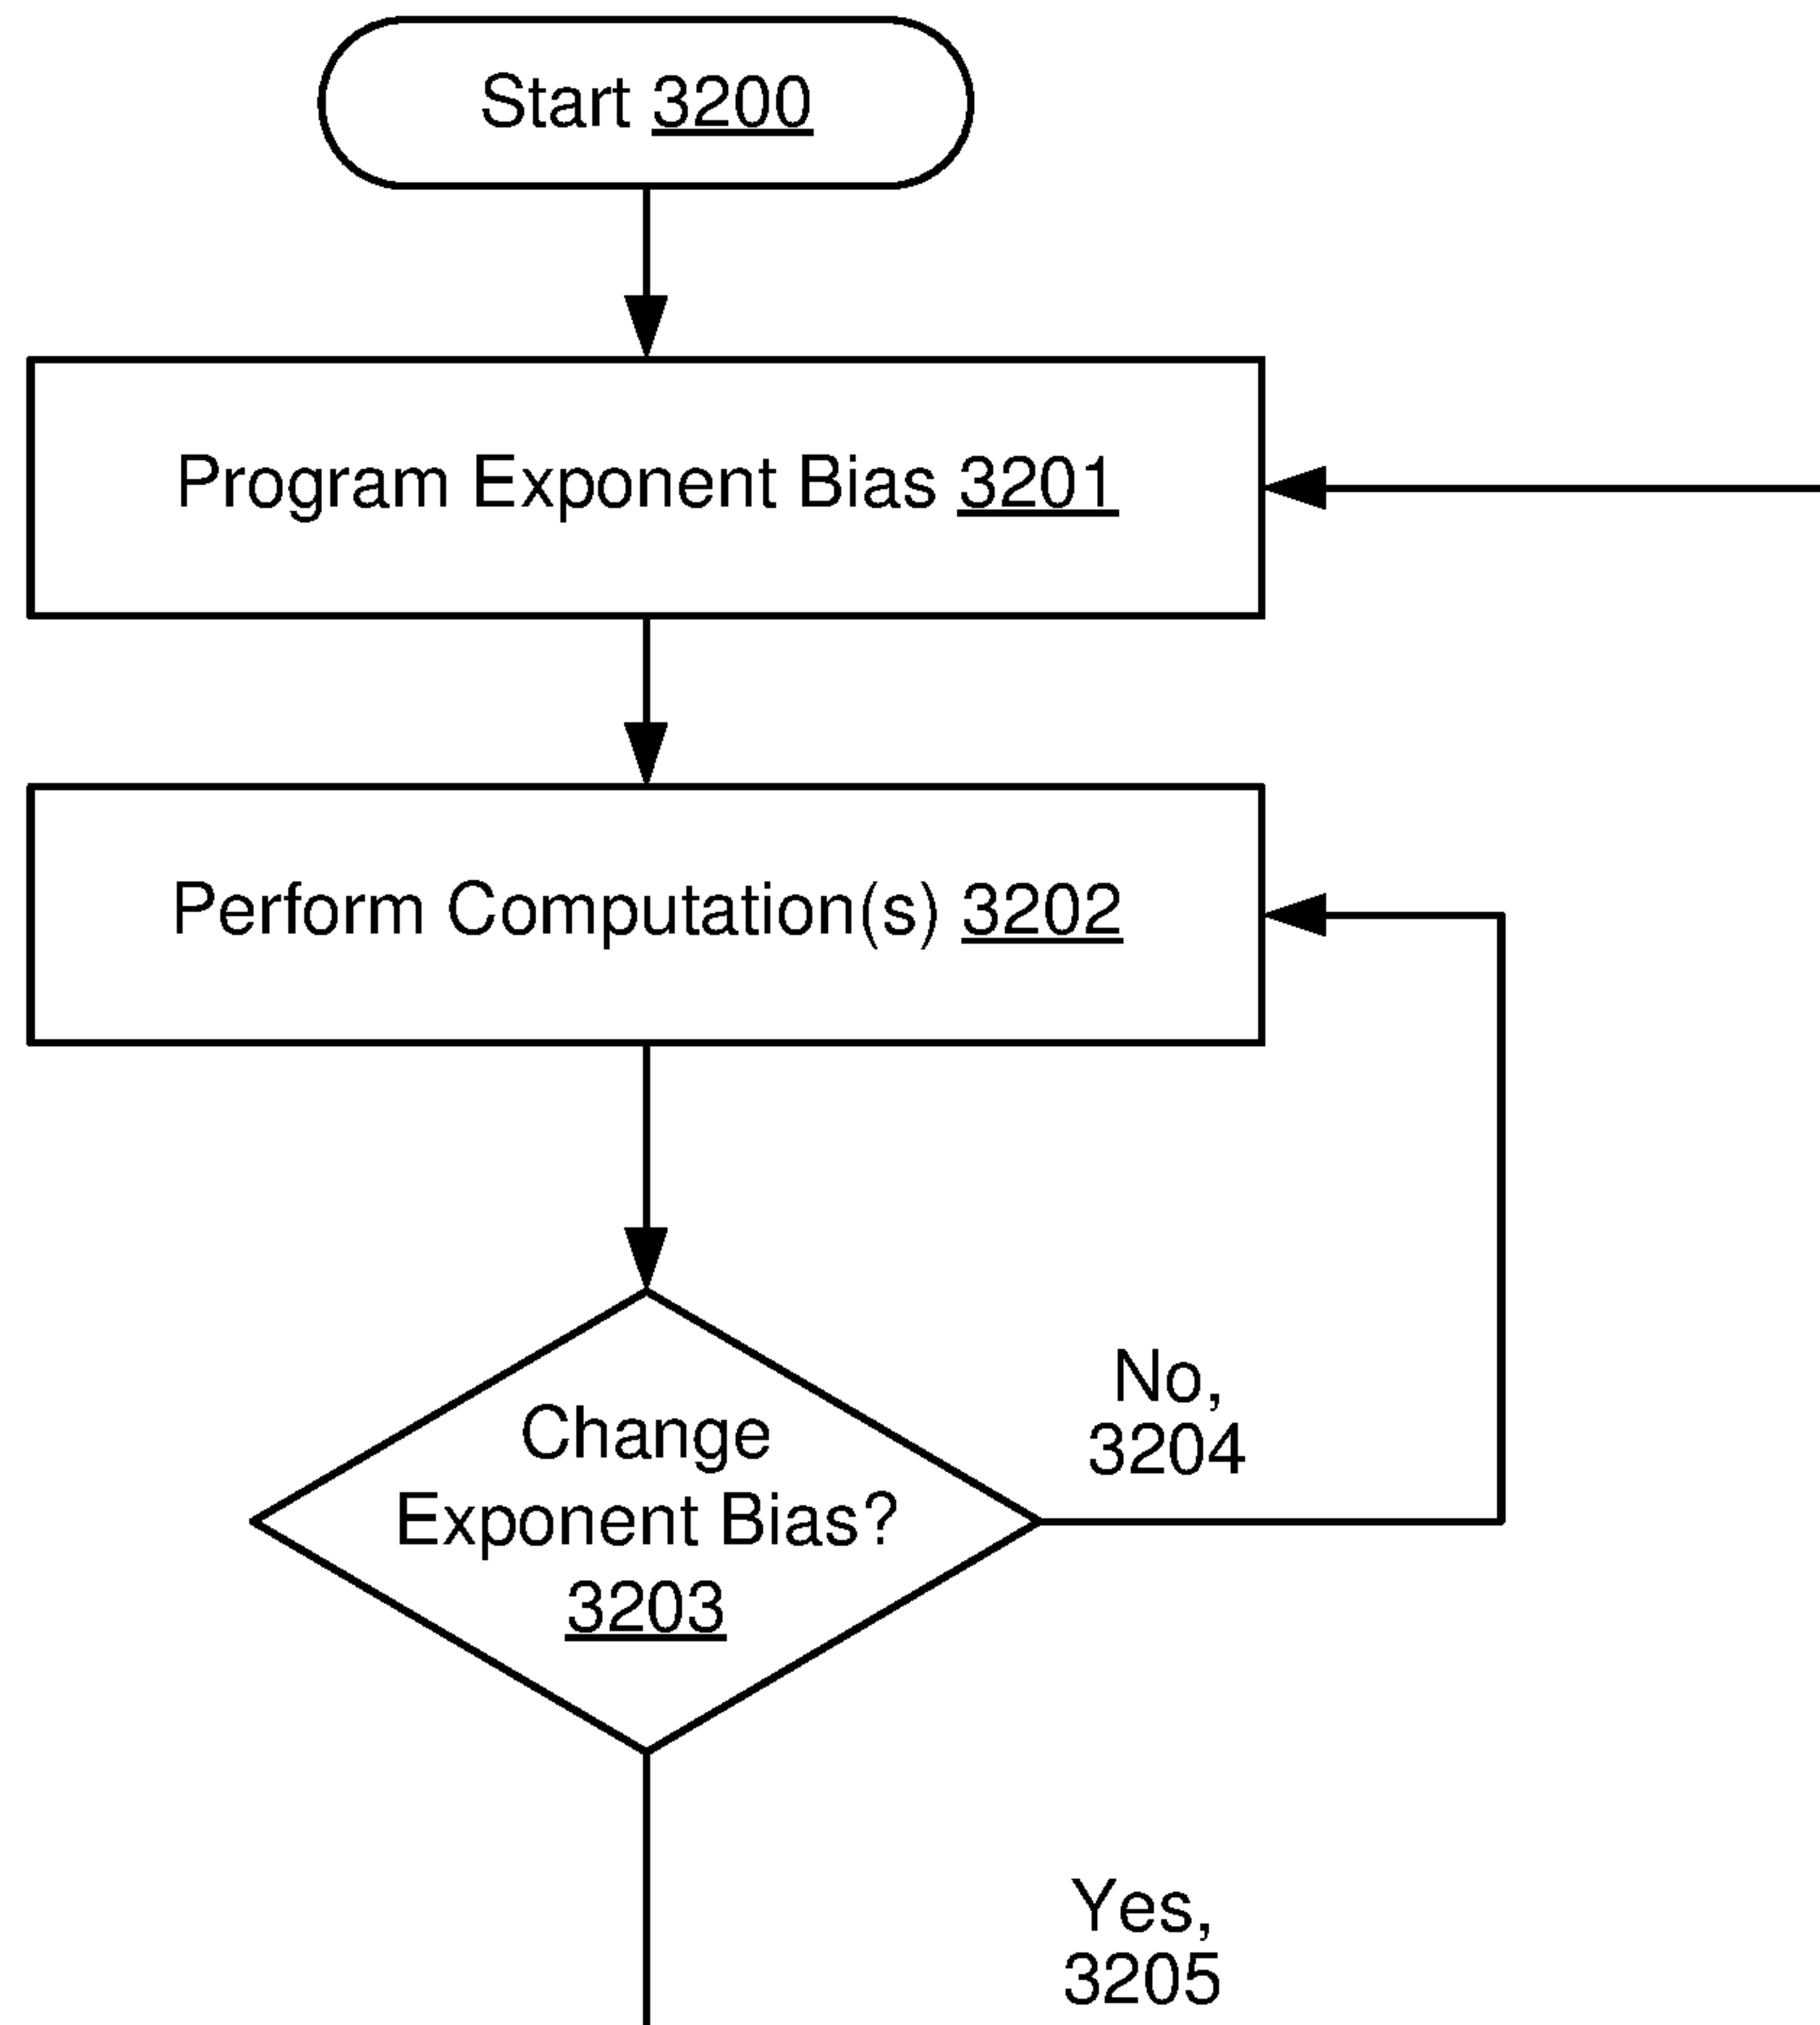 Start 3200
Program Exponent Bias 3201
Perform Computation(s) 3202
Change
Exponent Bias?
3203
No,
3204
Yes,
3205